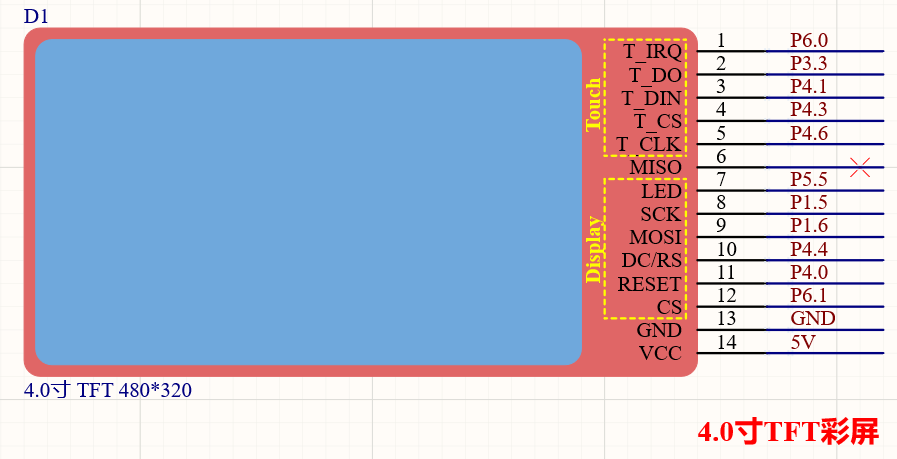 D1
T_IRQ 1 P6.0
T_DO 2 P3.3
T_DIN 3 P4.1
T_CS 4 P4.3
T_CLK 5 P4.6
Touch
MISO 6
LED 7 P5.5
SCK 8 P1.5
MOSI 9 P1.6
DC/RS 10 P4.4
RESET 11 P4.0
CS 12 P6.1
Display
GND 13 GND
VCC 14 5V
4.0寸 TFT 480*320
4.0寸TFT彩屏